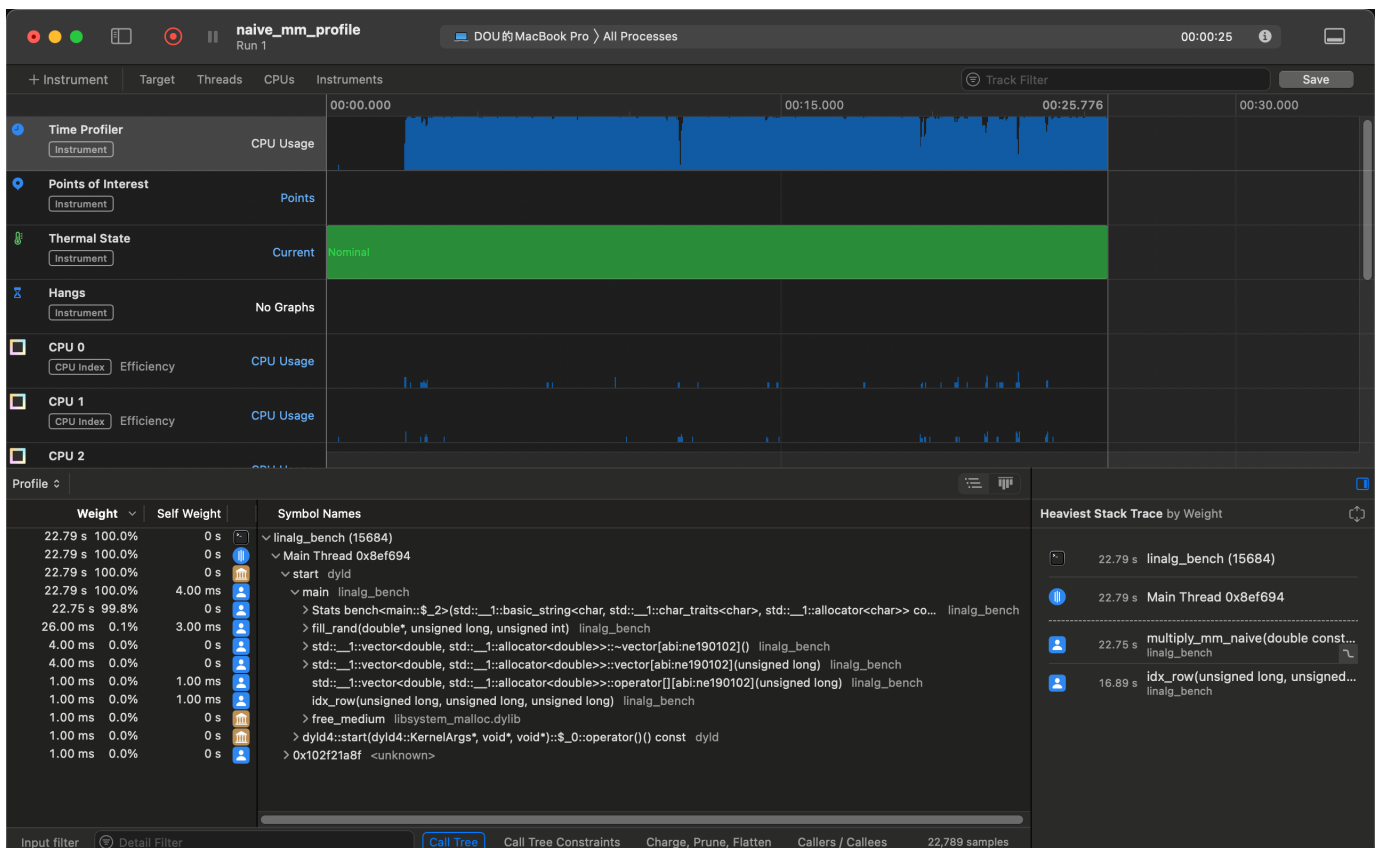 naive_mm_profile
Run 1
DOU的MacBook Pro 〉All Processes
00:00:25
+ Instrument Target Threads CPUs Instruments
Track Filter
Save
00:00.000 00:15.000 00:25.776 00:30.000
Time Profiler
Instrument
CPU Usage
Points of Interest
Instrument
Points
Thermal State
Instrument
Current
Nominal
Hangs
Instrument
No Graphs
CPU 0
CPU Index Efficiency
CPU Usage
CPU 1
CPU Index Efficiency
CPU Usage
CPU 2
Profile
Weight Self Weight Symbol Names
22.79 s 100.0% 0 s linalg_bench (15684)
22.79 s 100.0% 0 s Main Thread 0x8ef694
22.79 s 100.0% 0 s start dyld
22.79 s 100.0% 4.00 ms main linalg_bench
22.75 s 99.8% 0 s Stats bench<main::$_2>(std::__1::basic_string<char, std::__1::char_traits<char>, std::__1::allocator<char>> co... linalg_bench
26.00 ms 0.1% 3.00 ms fill_rand(double*, unsigned long, unsigned int) linalg_bench
4.00 ms 0.0% 0 s std::__1::vector<double, std::__1::allocator<double>>::~vector[abi:ne190102]() linalg_bench
4.00 ms 0.0% 0 s std::__1::vector<double, std::__1::allocator<double>>::vector[abi:ne190102](unsigned long) linalg_bench
1.00 ms 0.0% 1.00 ms std::__1::vector<double, std::__1::allocator<double>>::operator[][abi:ne190102](unsigned long) linalg_bench
1.00 ms 0.0% 1.00 ms idx_row(unsigned long, unsigned long, unsigned long) linalg_bench
1.00 ms 0.0% 0 s free_medium libsystem_malloc.dylib
1.00 ms 0.0% 0 s dyld4::start(dyld4::KernelArgs*, void*, void*)::$_0::operator()() const dyld
1.00 ms 0.0% 0 s 0x102f21a8f <unknown>
Heaviest Stack Trace by Weight
22.79 s linalg_bench (15684)
22.79 s Main Thread 0x8ef694
22.75 s multiply_mm_naive(double const...
linalg_bench
16.89 s idx_row(unsigned long, unsigned...
linalg_bench
Input filter Detail Filter Call Tree Call Tree Constraints Charge, Prune, Flatten Callers / Callees 22,789 samples